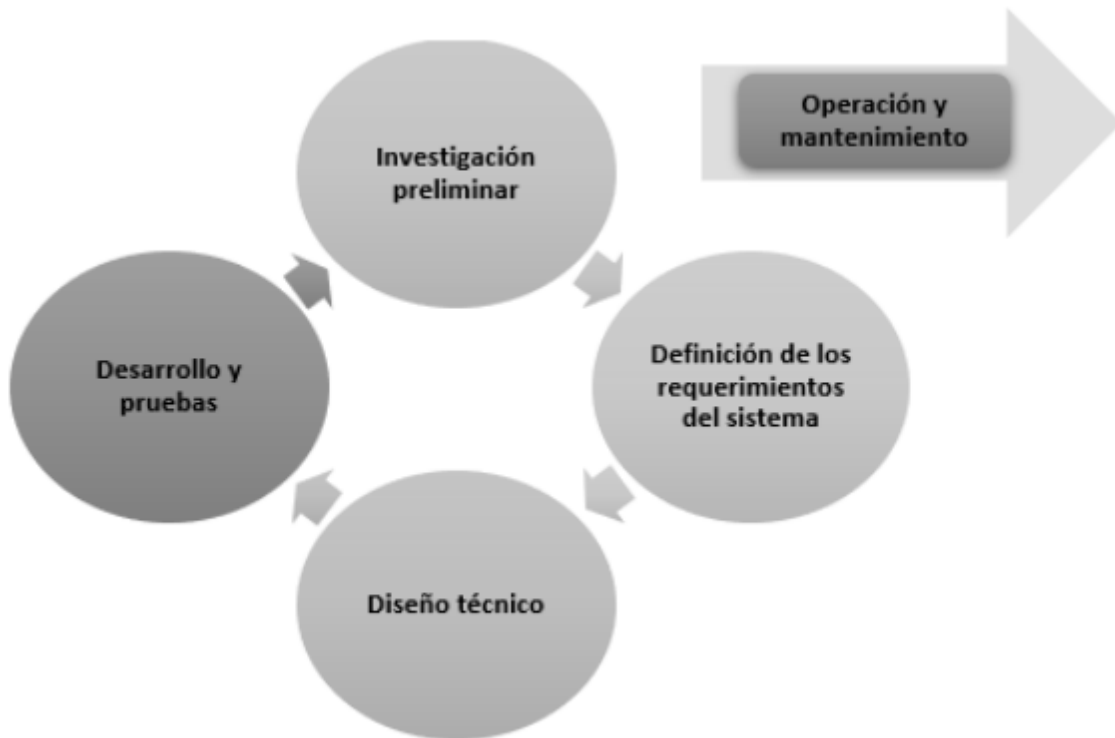 Investigación
preliminar
Operación y
mantenimiento
Definición de los
requerimientos
del sistema
Diseño técnico
Desarrollo y
pruebas